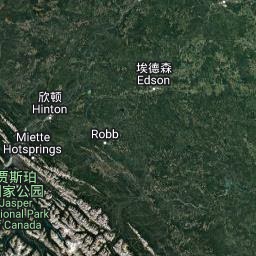 埃德森
Edson
欣顿
Hinton
Robb
Miette
Hotsprings
贾斯珀
国家公园
Jasper
National Park
of Canada